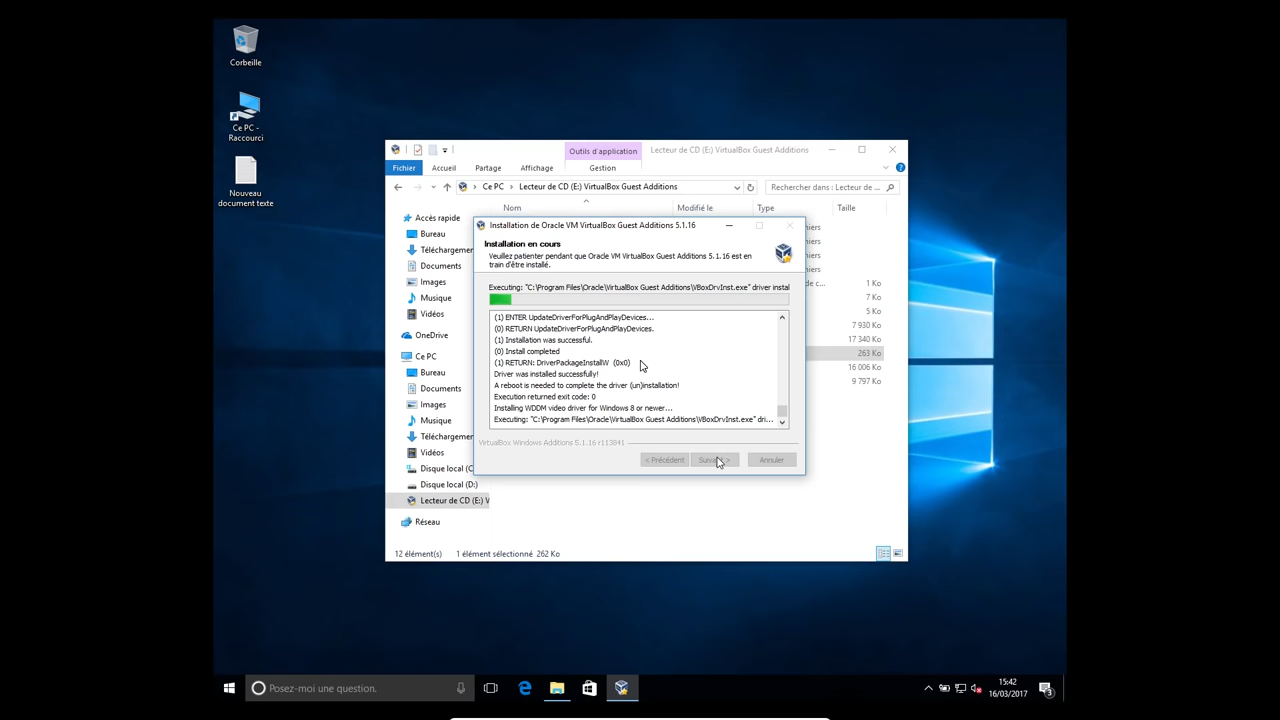 Corbeille
Ce PC -
Raccourci
Nouveau
document texte
Outils d'application
Lecteur de CD (E:) VirtualBox Guest Additions
Fichier
Accueil
Partage
Affichage
Gestion
Ce PC
Lecteur de CD (E:) VirtualBox Guest Additions
Rechercher dans : Lecteur de ...
Nom
Modifié le
Type
Taille
Accès rapide
Bureau
Téléchargemen
Documents
Images
Musique
Vidéos
OneDrive
Ce PC
Bureau
Documents
Images
Musique
Téléchargemen
Vidéos
Disque local (C
Disque local (D:)
Lecteur de CD (E:) V
Réseau
1 Ko
7 Ko
5 Ko
7 930 Ko
17 340 Ko
263 Ko
16 006 Ko
9 797 Ko
Installation de Oracle VM VirtualBox Guest Additions 5.1.16
Installation en cours
Veuillez patienter pendant que Oracle VM VirtualBox Guest Additions 5.1.16 est en
train d'être installé.
Executing: "C:\Program Files\Oracle\VirtualBox Guest Additions\VBoxDrvInst.exe" driver instal
(1) ENTER UpdateDriverForPlugAndPlayDevices...
(0) RETURN UpdateDriverForPlugAndPlayDevices.
(1) Installation was successful.
(0) Install completed
(1) RETURN: DriverPackageInstallW (0x0)
Driver was installed successfully!
A reboot is needed to complete the driver (un)installation!
Execution returned exit code: 0
Installing WDDM video driver for Windows 8 or newer...
Executing: "C:\Program Files\Oracle\VirtualBox Guest Additions\VBoxDrvInst.exe" dri...
VirtualBox Windows Additions 5.1.16 r113841
< Précédent
Annuler
12 élément(s)
1 élément sélectionné 262 Ko
Posez-moi une question.
15:42
16/03/2017
3